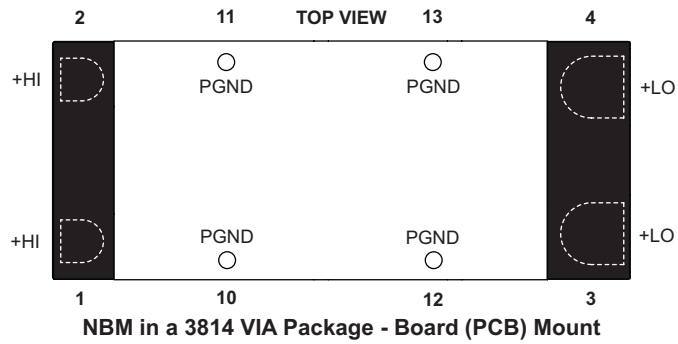 2 11 TOP VIEW 13 4
+HI PGND PGND +LO
+HI PGND PGND +LO
1 10 12 3
NBM in a 3814 VIA Package - Board (PCB) Mount